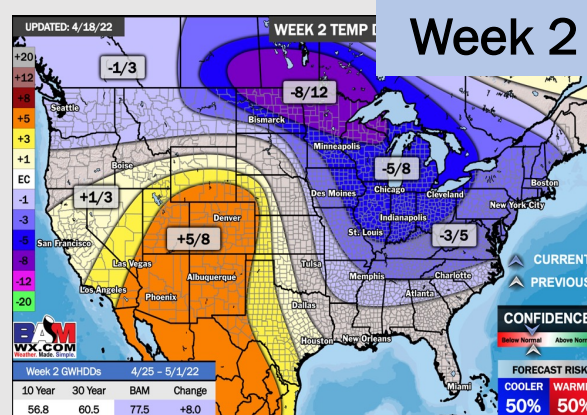 UPDATED: 4/18/22
WEEK 2 TEMP D
Week 2
+20
+12
+8
+5
+3
+1
EC
-1
-3
-5
-8
-12
-20
-1/3
-8/12
Seattle
Bismarck
Minneapolis
Boise
-5/8
+1/3
Des Moines
Chicago
Cleveland
Boston
New York City
Denver
Indianapolis
+5/8
St. Louis
-3/5
San Francisco
Las Vegas
Albuquerque
Tulsa
Memphis
Charlotte
Los Angeles
Phoenix
Atlanta
Dallas
Houston
New Orleans
Miami
CURRENT
PREVIOUS
CONFIDENCE
Below Normal
Above Norm
FORECAST RISK
COOLER
WARME
50%
50%
BAM
WX.COM
Weather. Made. Simple.
Week 2 GWHDDs
4/25 - 5/1/22
10 Year
30 Year
BAM
Change
56.8
60.5
77.5
+8.0